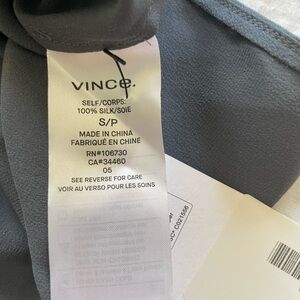 VINCE.
SELF/CORPS:
100% SILK/SOIE
S/P
MADE IN CHINA
FABRIQUÉ EN CHINE
RN#106730
CA#34460
05
SEE REVERSE FOR CARE
VOIR AU VERSO POUR LES SOINS
C021556